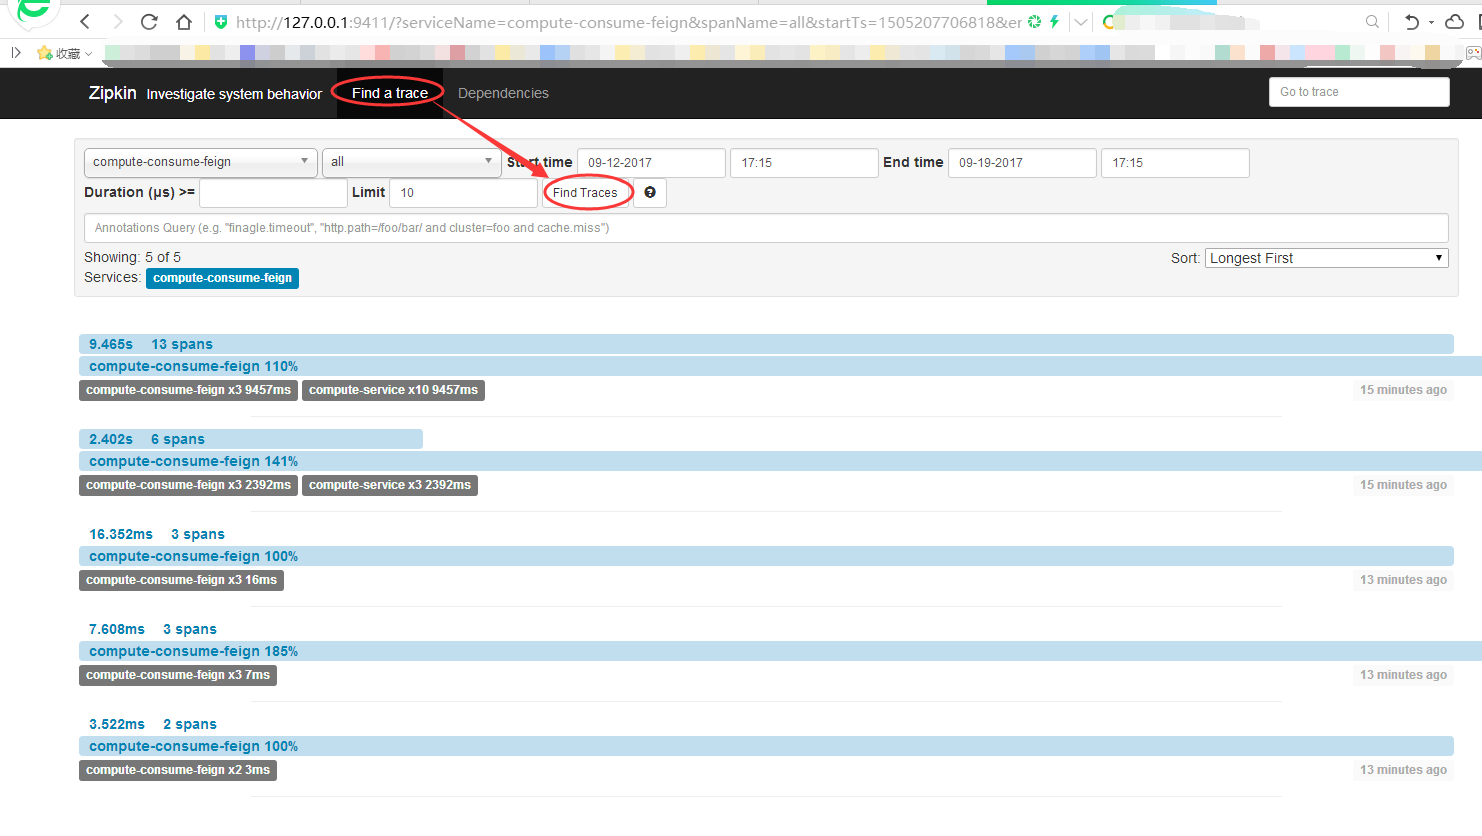 http://127.0.0.1:9411/?serviceName=compute-consume-feign&spanName=all&startTs=1505207706818&er
收藏
Zipkin Investigate system behavior Find a trace Dependencies Go to trace
compute-consume-feign all Start time 09-12-2017 17:15 End time 09-19-2017 17:15
Duration (μs) >= Limit 10 Find Traces ?
Annotations Query (e.g. "finagle.timeout", "http.path=/foo/bar/ and cluster=foo and cache.miss")
Showing: 5 of 5 Sort: Longest First
Services: compute-consume-feign
9.465s 13 spans
compute-consume-feign 110%
compute-consume-feign x3 9457ms compute-service x10 9457ms 15 minutes ago
2.402s 6 spans
compute-consume-feign 141%
compute-consume-feign x3 2392ms compute-service x3 2392ms 15 minutes ago
16.352ms 3 spans
compute-consume-feign 100%
compute-consume-feign x3 16ms 13 minutes ago
7.608ms 3 spans
compute-consume-feign 185%
compute-consume-feign x3 7ms 13 minutes ago
3.522ms 2 spans
compute-consume-feign 100%
compute-consume-feign x2 3ms 13 minutes ago